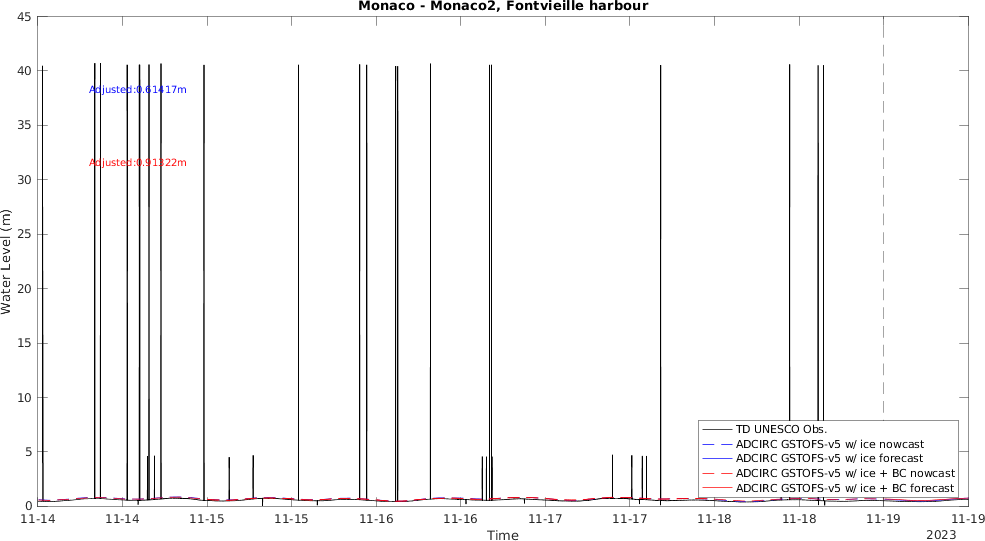 Monaco - Monaco2, Fontvieille harbour
45
40
35
30
25
20
15
10
5
0
Water Level (m)
Adjusted:0.61417m
Adjusted:0.91322m
TD UNESCO Obs.
ADCIRC GSTOFS-v5 w/ ice nowcast
ADCIRC GSTOFS-v5 w/ ice forecast
ADCIRC GSTOFS-v5 w/ ice + BC nowcast
ADCIRC GSTOFS-v5 w/ ice + BC forecast
11-14 11-14 11-15 11-15 11-16 11-16 11-17 11-17 11-18 11-18 11-19 11-19
Time
2023